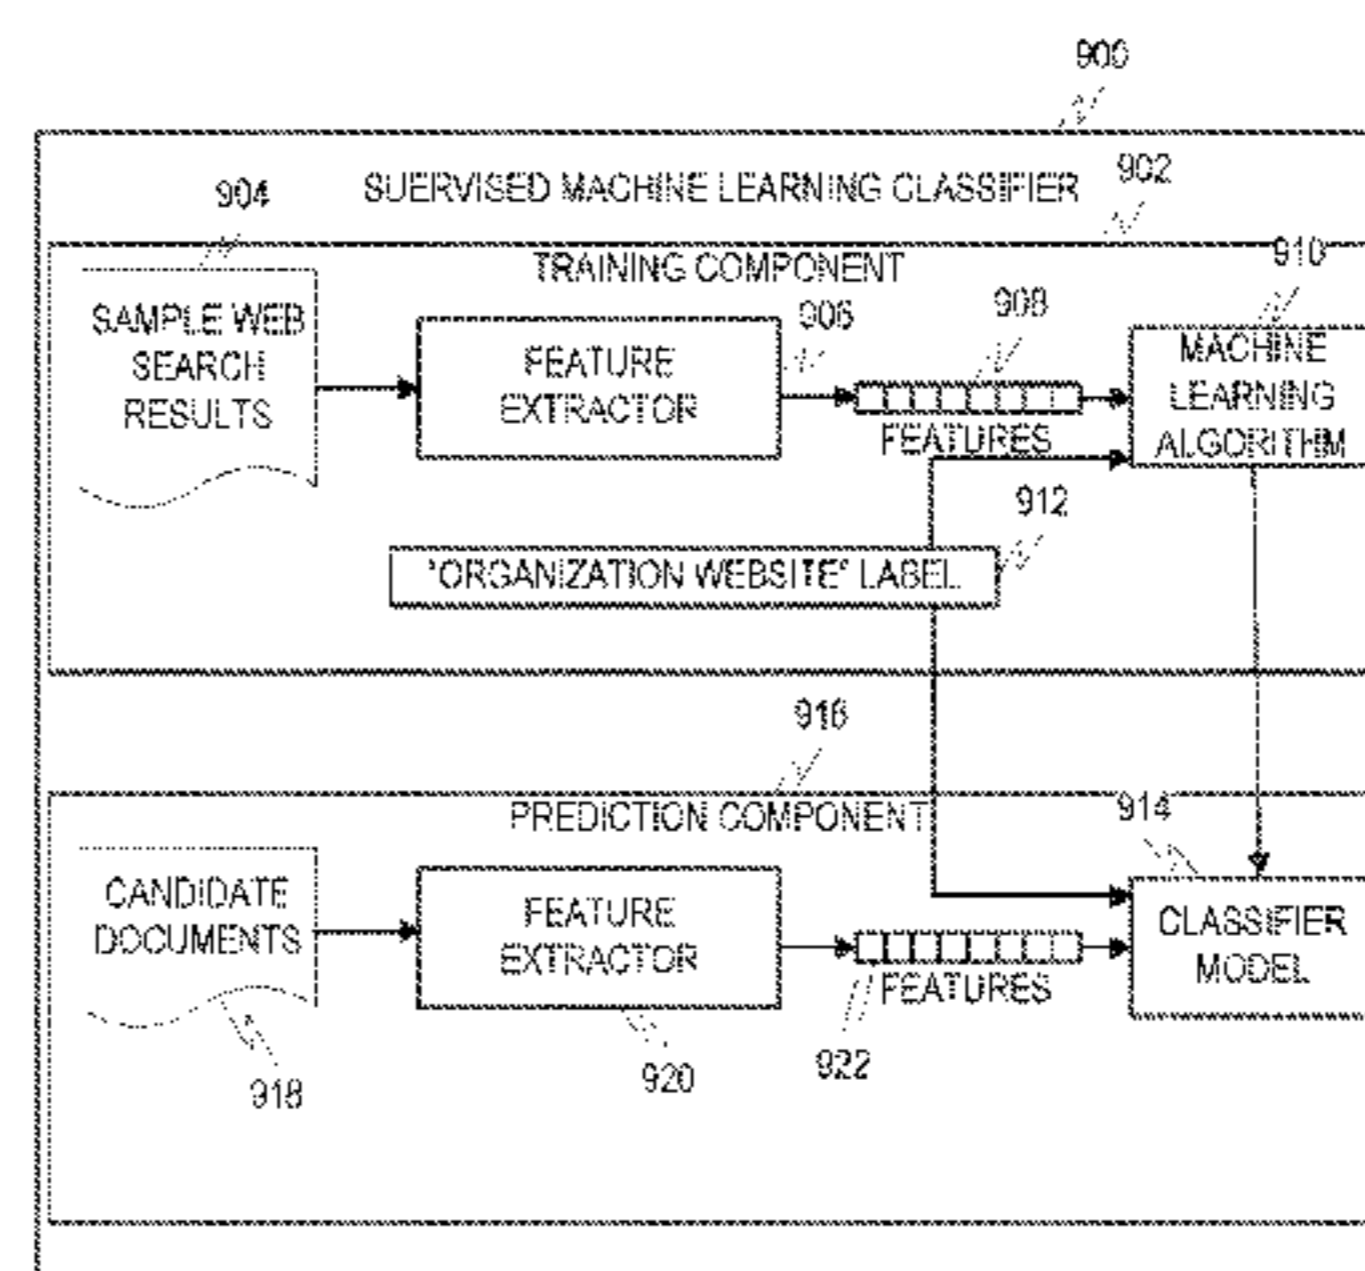 900
SUERVISED MACHINE LEARNING CLASSIFIER
902
904
TRAINING COMPONENT
910
SAMPLE WEB
SEARCH
RESULTS
FEATURE
EXTRACTOR
906
908
FEATURES
MACHINE
LEARNING
ALGORITHM
912
"ORGANIZATION WEBSITE" LABEL
916
PREDICTION COMPONENT
914
CANDIDATE
DOCUMENTS
FEATURE
EXTRACTOR
FEATURES
CLASSIFIER
MODEL
918
920
922